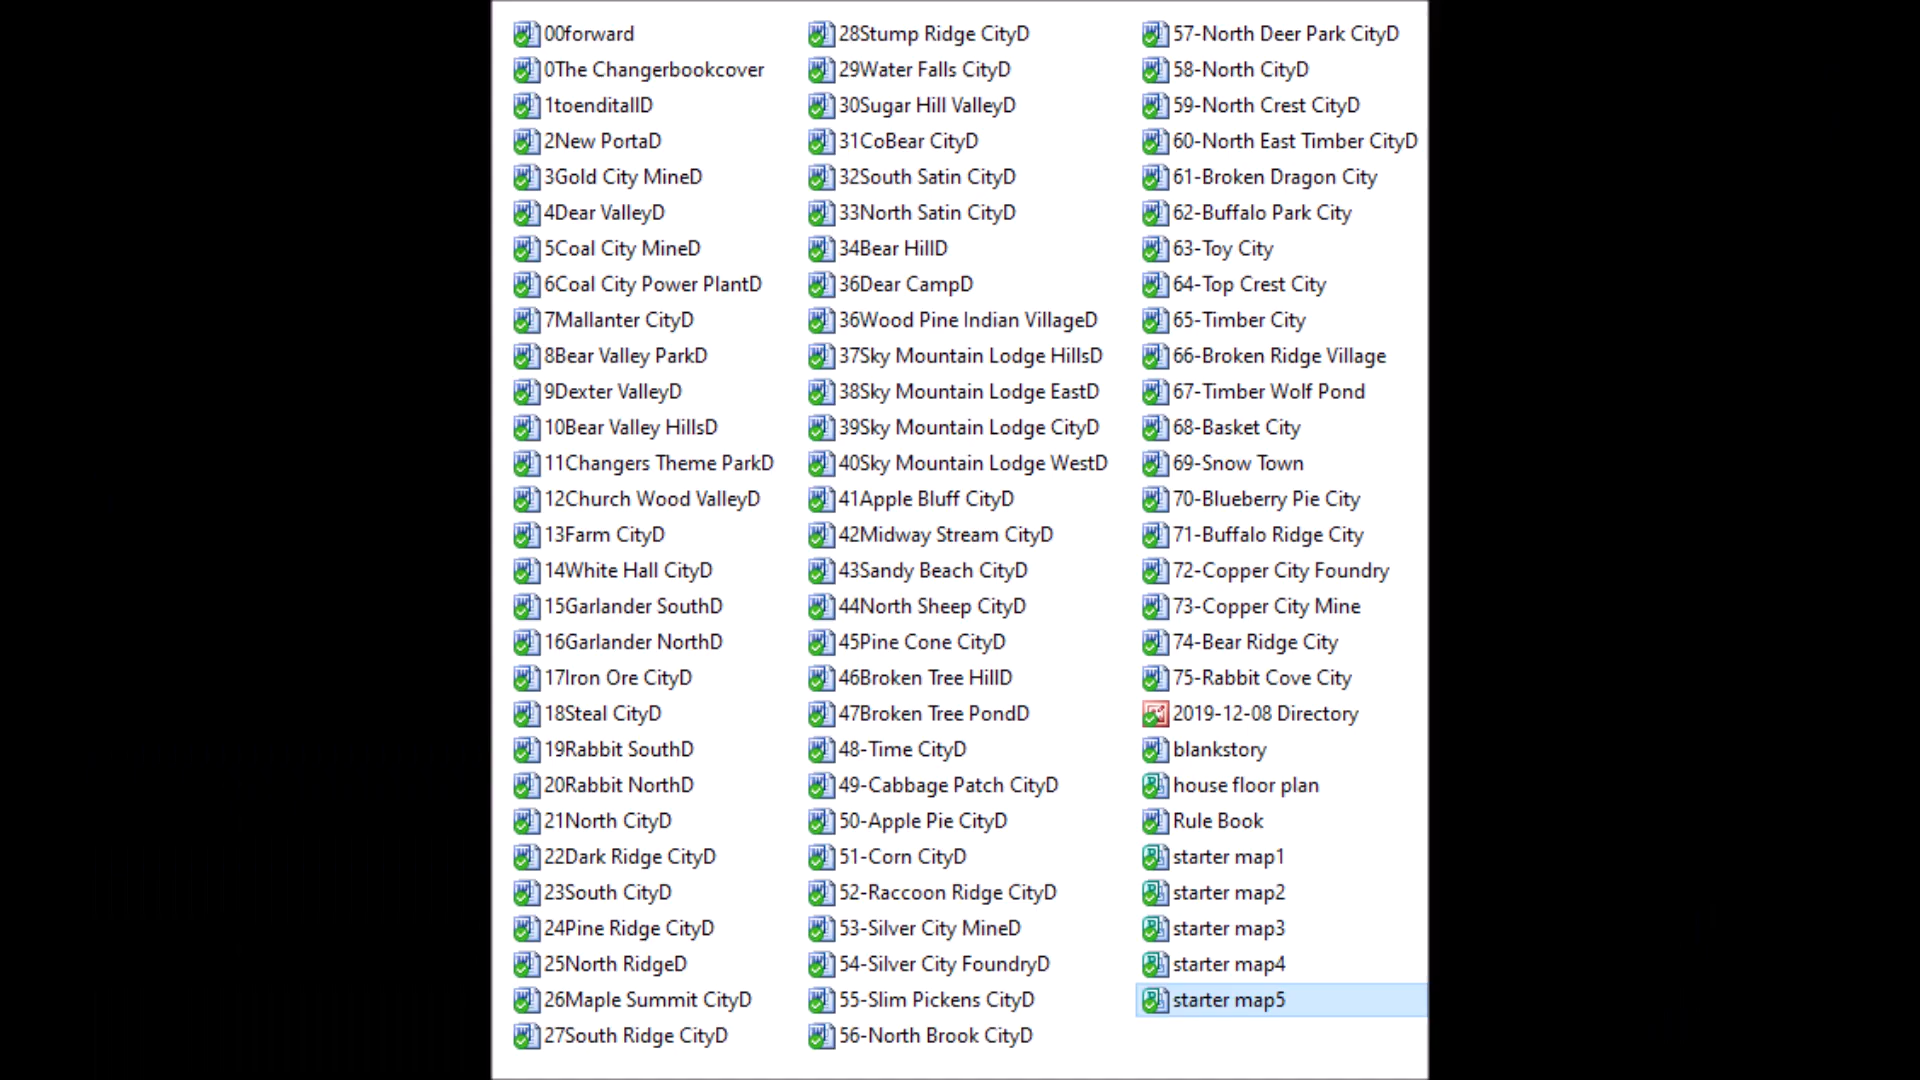 00forward
0The Changerbookcover
1toenditallD
2New PortaD
3Gold City MineD
4Dear ValleyD
5Coal City MineD
6Coal City Power PlantD
7Mallanter CityD
8Bear Valley ParkD
9Dexter ValleyD
10Bear Valley HillsD
11Changers Theme ParkD
12Church Wood ValleyD
13Farm CityD
14White Hall CityD
15Garlander SouthD
16Garlander NorthD
17Iron Ore CityD
18Steal CityD
19Rabbit SouthD
20Rabbit NorthD
21North CityD
22Dark Ridge CityD
23South CityD
24Pine Ridge CityD
25North RidgeD
26Maple Summit CityD
27South Ridge CityD
28Stump Ridge CityD
29Water Falls CityD
30Sugar Hill ValleyD
31CoBear CityD
32South Satin CityD
33North Satin CityD
34Bear HillD
36Dear CampD
36Wood Pine Indian VillageD
37Sky Mountain Lodge HillsD
38Sky Mountain Lodge EastD
39Sky Mountain Lodge CityD
40Sky Mountain Lodge WestD
41Apple Bluff CityD
42Midway Stream CityD
43Sandy Beach CityD
44North Sheep CityD
45Pine Cone CityD
46Broken Tree HillD
47Broken Tree PondD
48-Time CityD
49-Cabbage Patch CityD
50-Apple Pie CityD
51-Corn CityD
52-Raccoon Ridge CityD
53-Silver City MineD
54-Silver City FoundryD
55-Slim Pickens CityD
56-North Brook CityD
57-North Deer Park CityD
58-North CityD
59-North Crest CityD
60-North East Timber CityD
61-Broken Dragon City
62-Buffalo Park City
63-Toy City
64-Top Crest City
65-Timber City
66-Broken Ridge Village
67-Timber Wolf Pond
68-Basket City
69-Snow Town
70-Blueberry Pie City
71-Buffalo Ridge City
72-Copper City Foundry
73-Copper City Mine
74-Bear Ridge City
75-Rabbit Cove City
2019-12-08 Directory
blankstory
house floor plan
Rule Book
starter map1
starter map2
starter map3
starter map4
starter map5